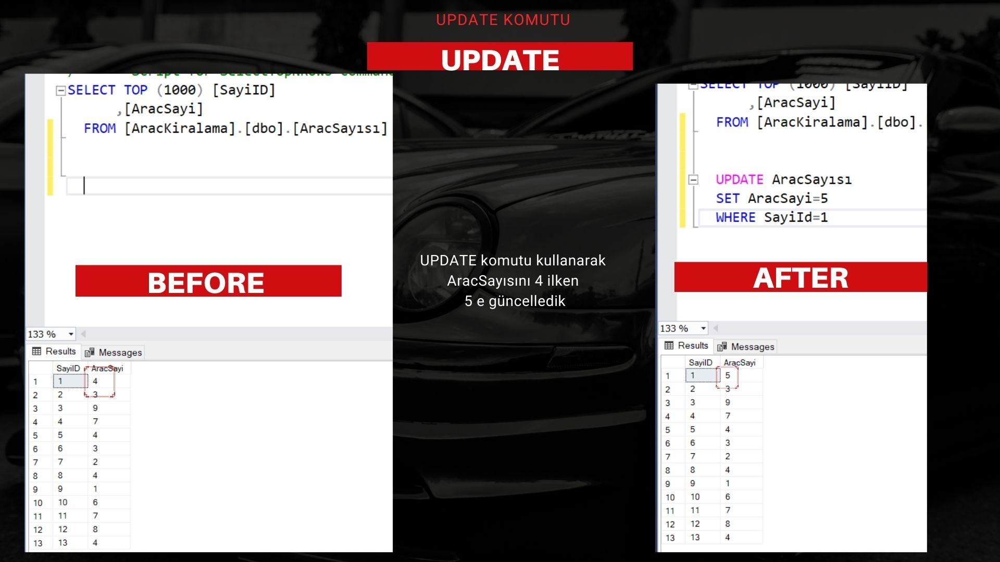 UPDATE KOMUTU
UPDATE
Script for SelectTopNRows comman
SELECT TOP (1000) [SayiID]
,[AracSayi]
FROM [AracKiralama].[dbo].[AracSayısı]
BEFORE
133 %
Results Messages
SayiID AracSayi
1 1 4
2 2 3
3 3 9
4 4 7
5 5 4
6 6 3
7 7 2
8 8 4
9 9 1
10 10 6
11 11 7
12 12 8
13 13 4
UPDATE komutu kullanarak
AracSayısını 4 ilken
5 e güncelledik
SELECT TOP (1000) [SayiID]
,[AracSayi]
FROM [AracKiralama].[dbo].
UPDATE AracSayısı
SET AracSayi=5
WHERE SayiId=1
AFTER
133 %
Results Messages
SayiID AracSayi
1 1 5
2 2 3
3 3 9
4 4 7
5 5 4
6 6 3
7 7 2
8 8 4
9 9 1
10 10 6
11 11 7
12 12 8
13 13 4